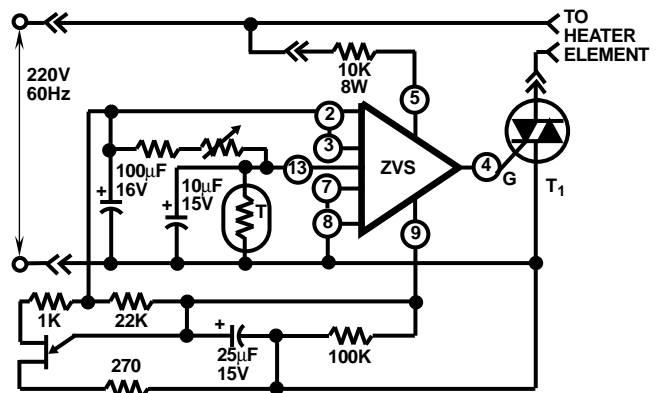 TO
HEATER
ELEMENT
220V
60Hz
10K
8W
5
2
3
13
7
8
ZVS
4
G
T1
9
100µF
16V
10µF
15V
T
1K
22K
+
25µF
15V
100K
270
+
+